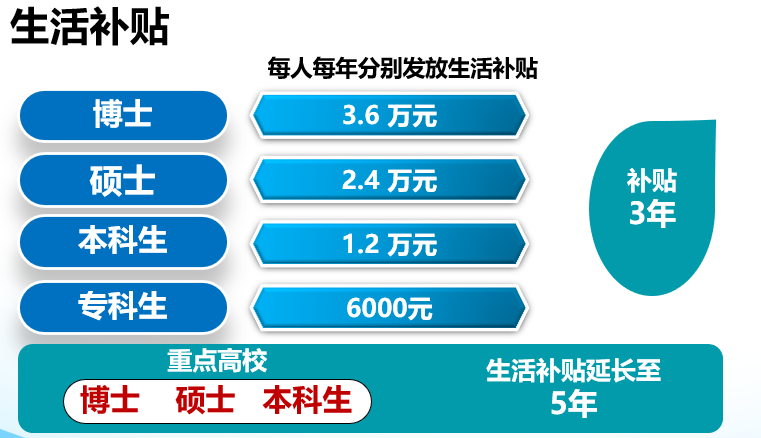 生活补贴
每人每年分别发放生活补贴
博士 3.6 万元
硕士 2.4 万元
本科生 1.2 万元
专科生 6000元
补贴
3年
重点高校
博士 硕士 本科生
生活补贴延长至
5年